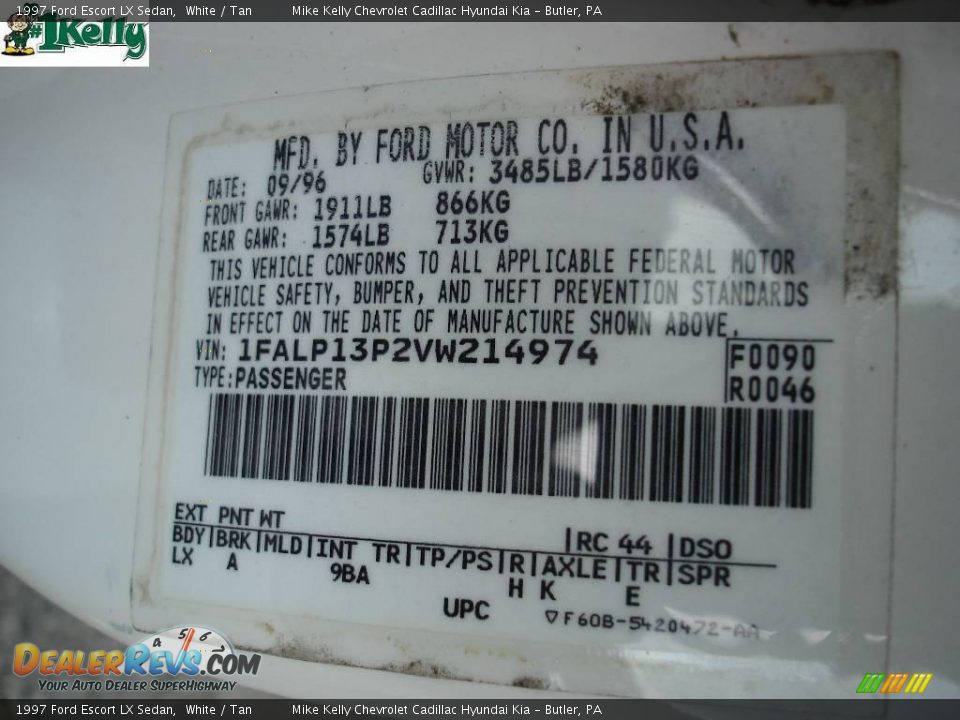 1997 Ford Escort LX Sedan, White / Tan Mike Kelly Chevrolet Cadillac Hyundai Kia – Butler, PA
#1Kelly
MFD. BY FORD MOTOR CO. IN U.S.A.
DATE: 09/96 GVWR: 3485LB/1580KG
FRONT GAWR: 1911LB 866KG
REAR GAWR: 1574LB 713KG
THIS VEHICLE CONFORMS TO ALL APPLICABLE FEDERAL MOTOR
VEHICLE SAFETY, BUMPER, AND THEFT PREVENTION STANDARDS
IN EFFECT ON THE DATE OF MANUFACTURE SHOWN ABOVE.
VIN: 1FALP13P2VW214974 F0090
TYPE: PASSENGER R0046
EXT PNT WT RC 44 DSO
BDY BRK MLD INT TR TP/PS R AXLE TR SPR
LX A 9BA H K E
UPC ▽F60B-5420472-AA
4 5 6
DEALERREVS.COM
YOUR AUTO DEALER SUPERHIGHWAY
1997 Ford Escort LX Sedan, White / Tan Mike Kelly Chevrolet Cadillac Hyundai Kia – Butler, PA